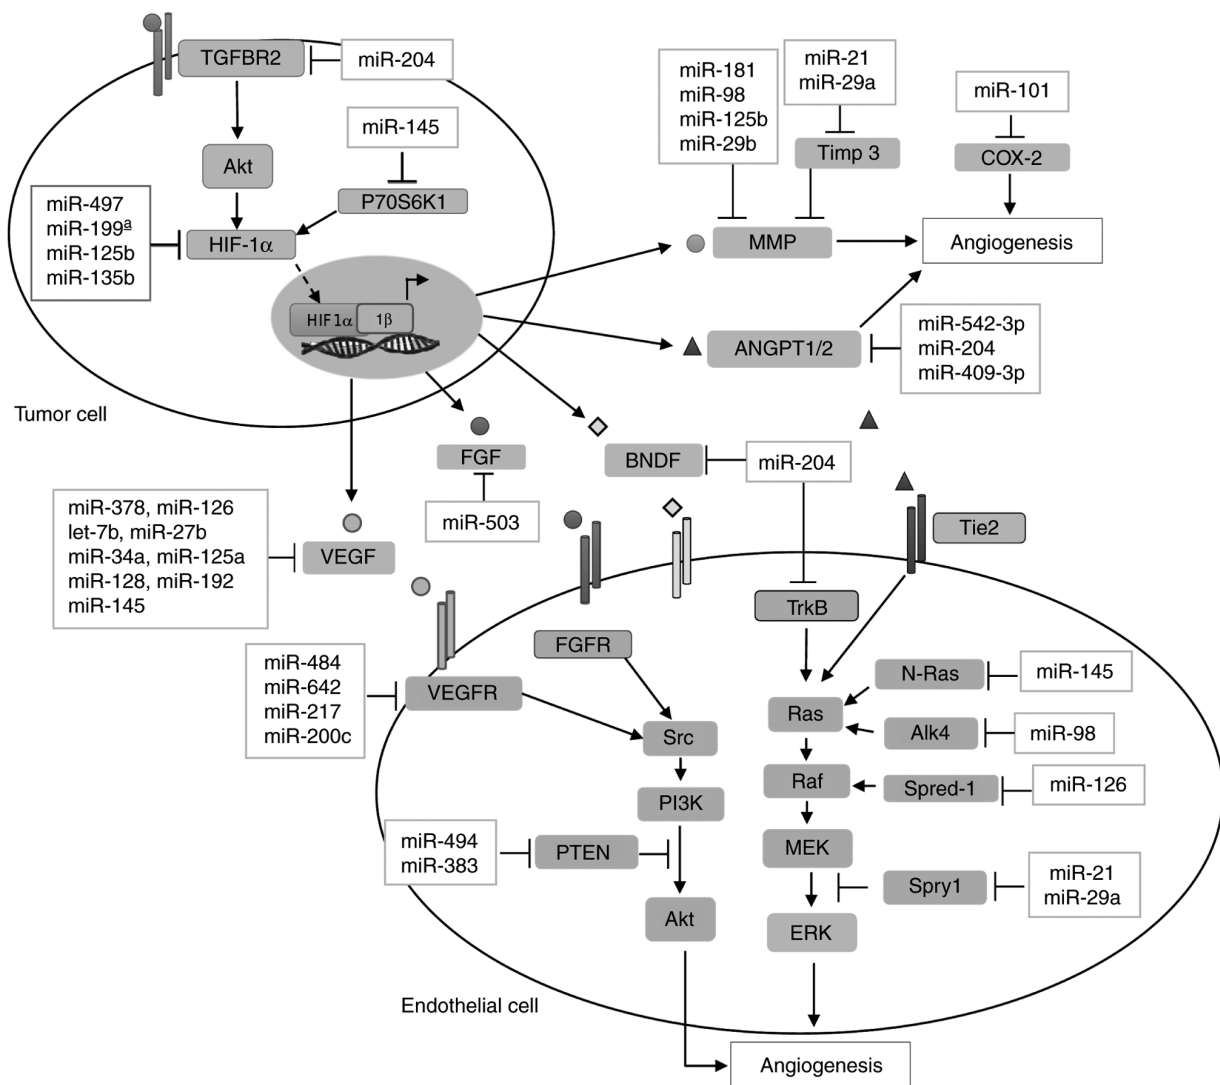 TGFBR2
miR-204
miR-145
Akt
P70S6K1
miR-497
miR-199a
miR-125b
miR-135b
HIF-1α
HIF1α
1β
Tumor cell
miR-181
miR-98
miR-125b
miR-29b
miR-21
miR-29a
Timp 3
miR-101
COX-2
MMP
Angiogenesis
ANGPT1/2
miR-542-3p
miR-204
miR-409-3p
FGF
miR-503
BNDF
miR-204
miR-378, miR-126
let-7b, miR-27b
miR-34a, miR-125a
miR-128, miR-192
miR-145
VEGF
Tie2
TrkB
FGFR
miR-484
miR-642
miR-217
miR-200c
VEGFR
Src
PI3K
miR-494
miR-383
PTEN
Akt
Ras
N-Ras
miR-145
Alk4
miR-98
Raf
Spred-1
miR-126
MEK
Spry1
miR-21
miR-29a
ERK
Endothelial cell
Angiogenesis